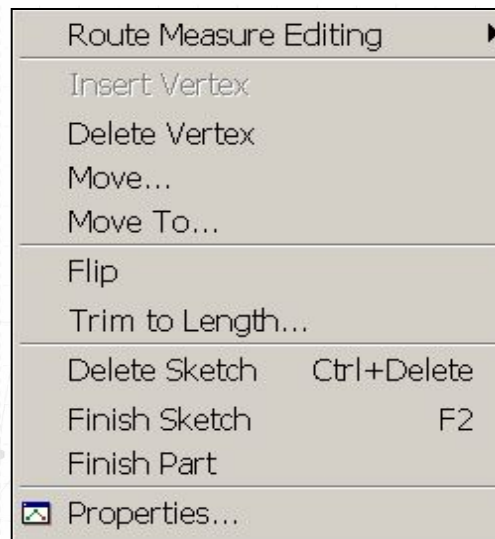 Route Measure Editing
Insert Vertex
Delete Vertex
Move...
Move To...
Flip
Trim to Length...
Delete Sketch Ctrl+Delete
Finish Sketch F2
Finish Part
Properties...